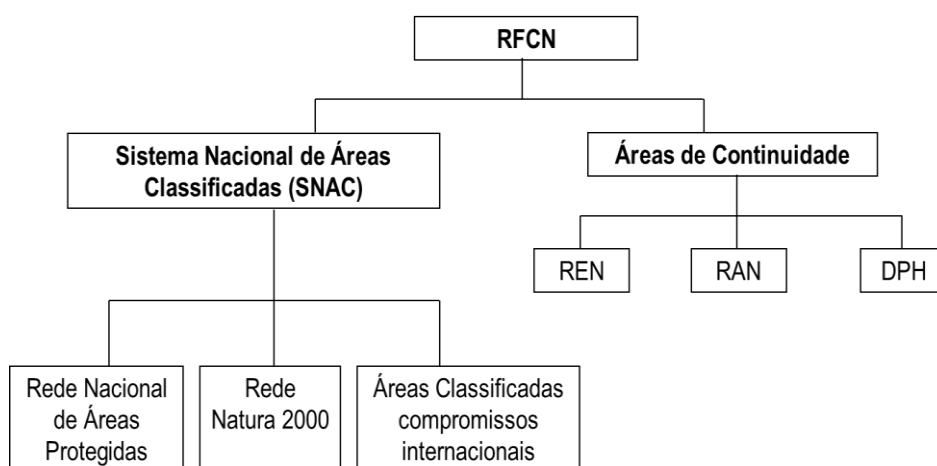 RFCN
Sistema Nacional de Áreas
Classificadas (SNAC)
Áreas de Continuidade
REN
RAN
DPH
Rede Nacional
de Áreas
Protegidas
Rede
Natura 2000
Áreas Classificadas
compromissos
internacionais